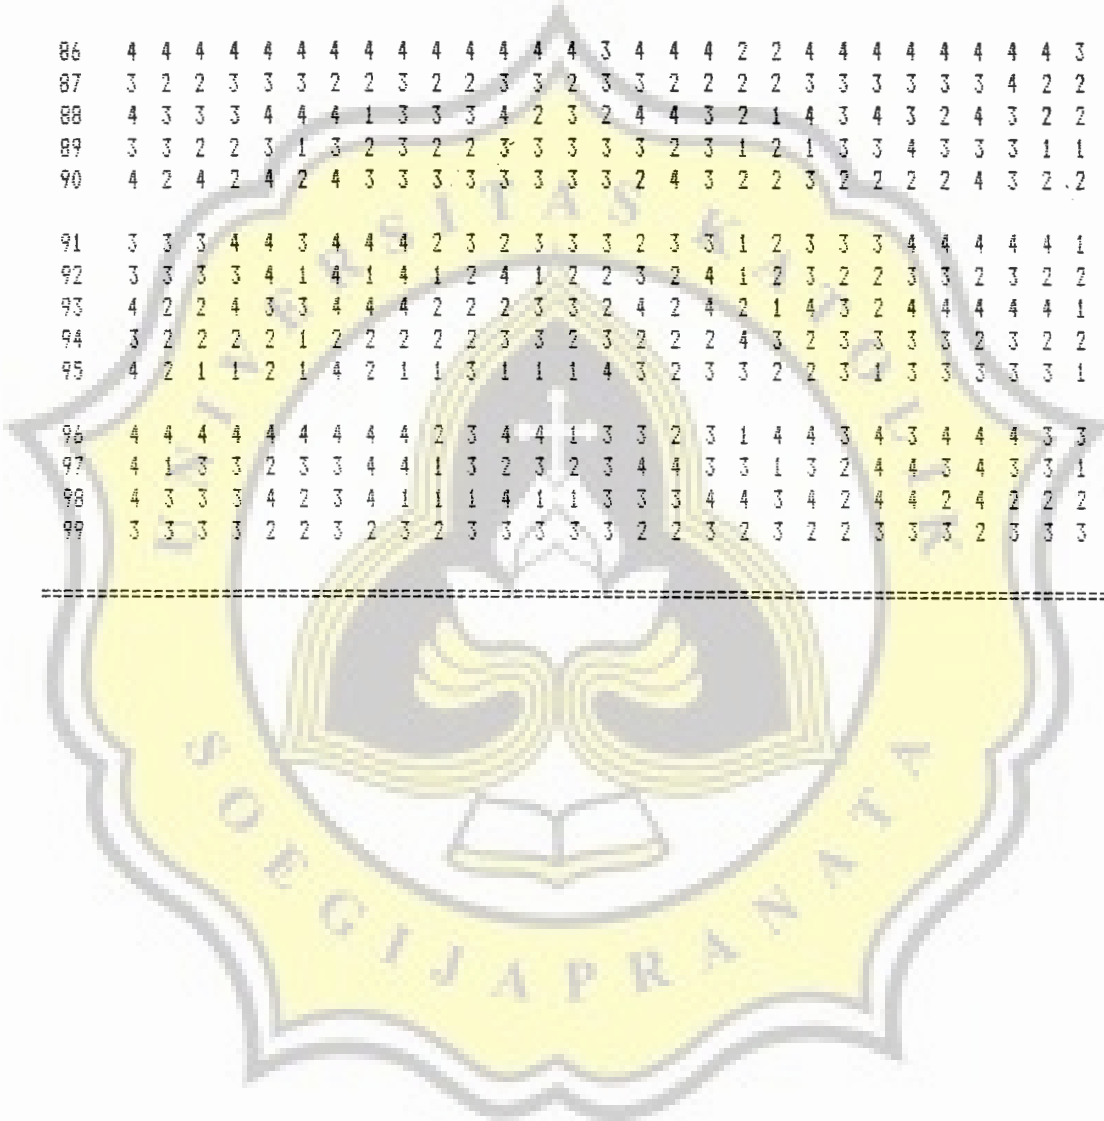 86 4 4 4 4 4 4 4 4 4 4 4 4 4 4 3 4 4 4 2 2 4 4 4 4 4 4 4 4 3
87 3 2 2 3 3 3 2 2 3 2 2 3 3 2 3 3 2 2 2 2 3 3 3 3 3 3 4 2 2
88 4 3 3 3 4 4 4 1 3 3 3 4 2 3 2 4 4 3 2 1 4 3 4 3 2 4 3 2 2
89 3 3 2 2 3 1 3 2 3 2 2 3 3 3 3 3 2 3 1 2 1 3 3 4 3 3 3 1 1
90 4 2 4 2 4 2 4 3 3 3 3 3 3 3 3 2 4 3 2 2 3 2 2 2 2 4 3 2 2
91 3 3 3 4 4 3 4 4 4 2 3 2 3 3 3 2 3 3 1 2 3 3 3 4 4 4 4 4 1
92 3 3 3 3 4 1 4 1 4 1 2 4 1 2 2 3 2 4 1 2 3 2 2 3 3 2 3 2 2
93 4 2 2 4 3 3 4 4 4 2 2 2 3 3 2 4 2 4 2 1 4 3 2 4 4 4 4 4 1
94 3 2 2 2 2 1 2 2 2 2 2 3 3 2 3 2 2 2 4 3 2 3 3 3 3 2 3 2 2
95 4 2 1 1 2 1 4 2 1 1 3 1 1 1 4 3 2 3 3 2 2 3 1 3 3 3 3 3 1
96 4 4 4 4 4 4 4 4 4 2 3 4 4 1 3 3 2 3 1 4 4 3 4 3 4 4 4 3 3
97 4 1 3 3 2 3 3 4 4 1 3 2 3 2 3 4 4 3 3 1 3 2 4 4 3 4 3 3 1
98 4 3 3 3 4 2 3 4 1 1 1 4 1 1 3 3 3 4 4 3 4 2 4 4 2 4 2 2 2
99 3 3 3 3 2 2 3 2 3 2 3 3 3 3 3 2 2 3 2 3 2 2 3 3 3 2 3 3 3
UNIVERSITAS KATOLIK
SOEGIJAPRANATA